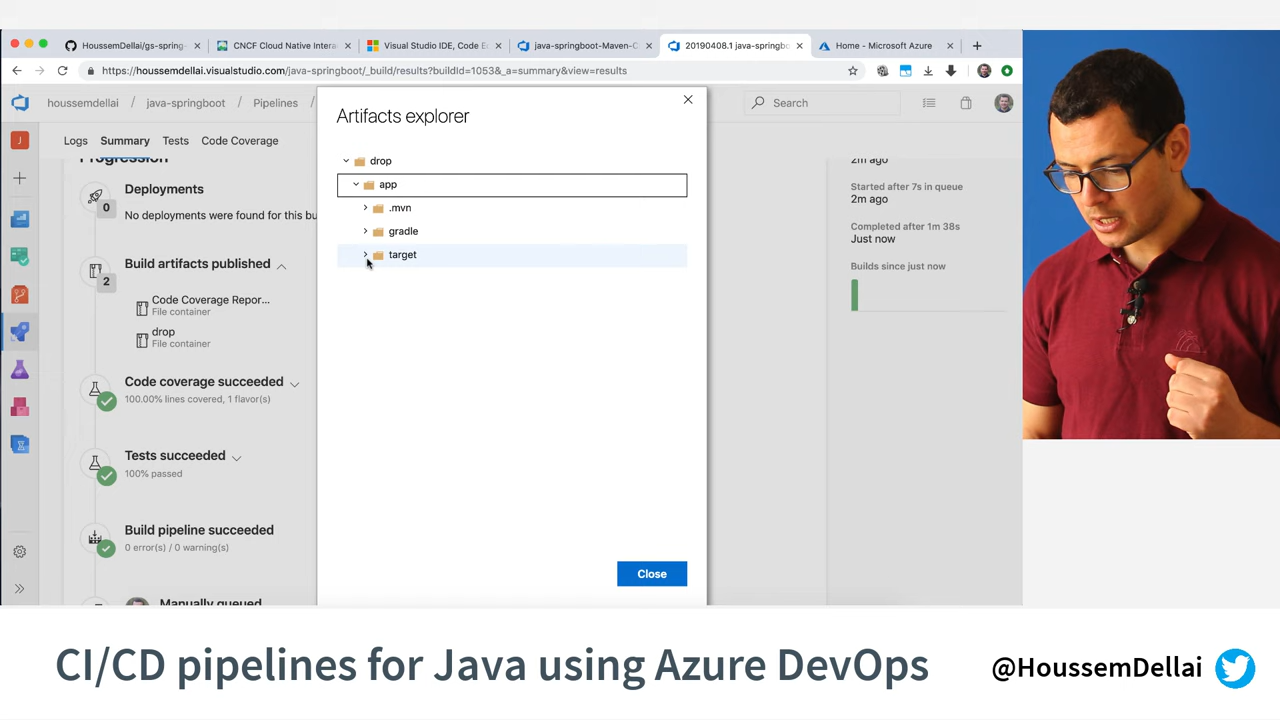 HoussemDellai/gs-spring-
CNCF Cloud Native Intera
Visual Studio IDE, Code E
java-springboot-Maven-C
20190408.1 java-springb
Home - Microsoft Azure
https://houssemdellai.visualstudio.com/java-springboot/_build/results?buildId=1053&_a=summary&view=results
houssemdellai / java-springboot / Pipelines /
Search
J
Logs Summary Tests Code Coverage
Progression
Deployments
0
No deployments were found for this bu
Build artifacts published
2
Code Coverage Repor...
File container
drop
File container
Code coverage succeeded
100.00% lines covered, 1 flavor(s)
Tests succeeded
100% passed
Build pipeline succeeded
0 error(s) / 0 warning(s)
Manually queued
Artifacts explorer
drop
app
.mvn
gradle
target
Close
2m ago
Started after 7s in queue
2m ago
Completed after 1m 38s
Just now
Builds since just now
CI/CD pipelines for Java using Azure DevOps
@HoussemDellai